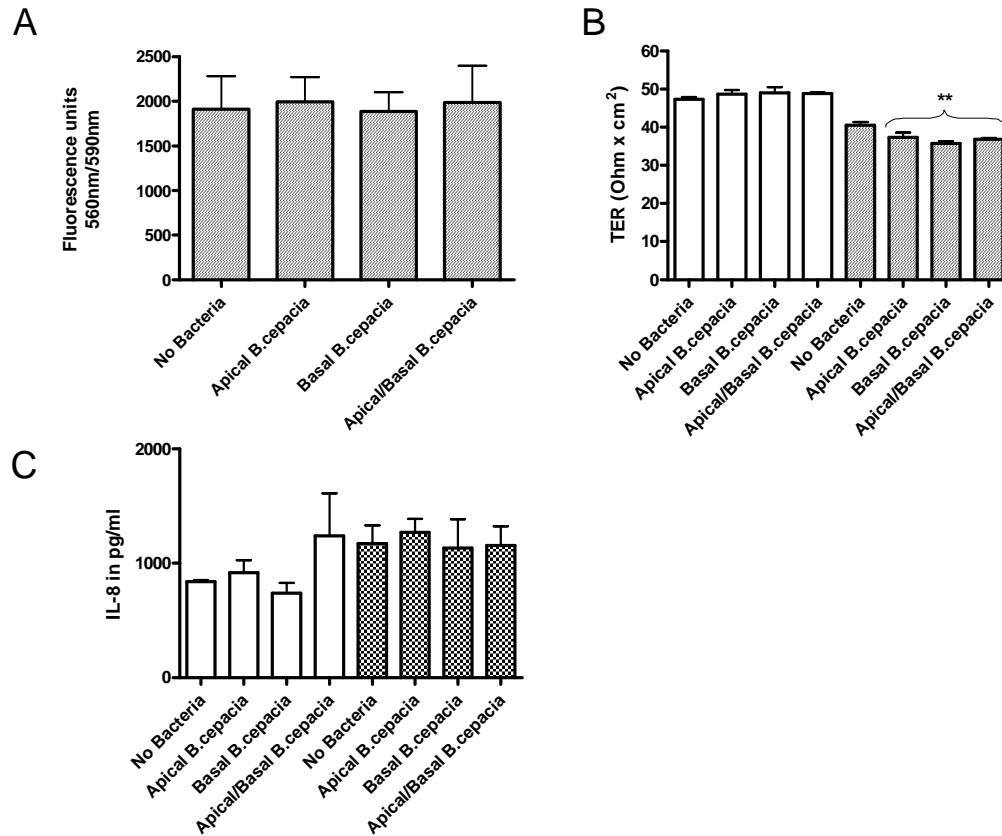 A
Fluorescence units
560nm/590nm
2500
2000
1500
1000
500
0
No Bacteria
Apical B.cepacia
Basal B.cepacia
Apical/Basal B.cepacia
B
TER (Ohm x cm 2)
60
50
40
30
20
10
0
**
No Bacteria
Apical B.cepacia
Basal B.cepacia
Apical/Basal B.cepacia
No Bacteria
Apical B.cepacia
Basal B.cepacia
Apical/Basal B.cepacia
C
IL-8 in pg/ml
2000
1000
0
No Bacteria
Apical B.cepacia
Basal B.cepacia
Apical/Basal B.cepacia
No Bacteria
Apical B.cepacia
Basal B.cepacia
Apical/Basal B.cepacia